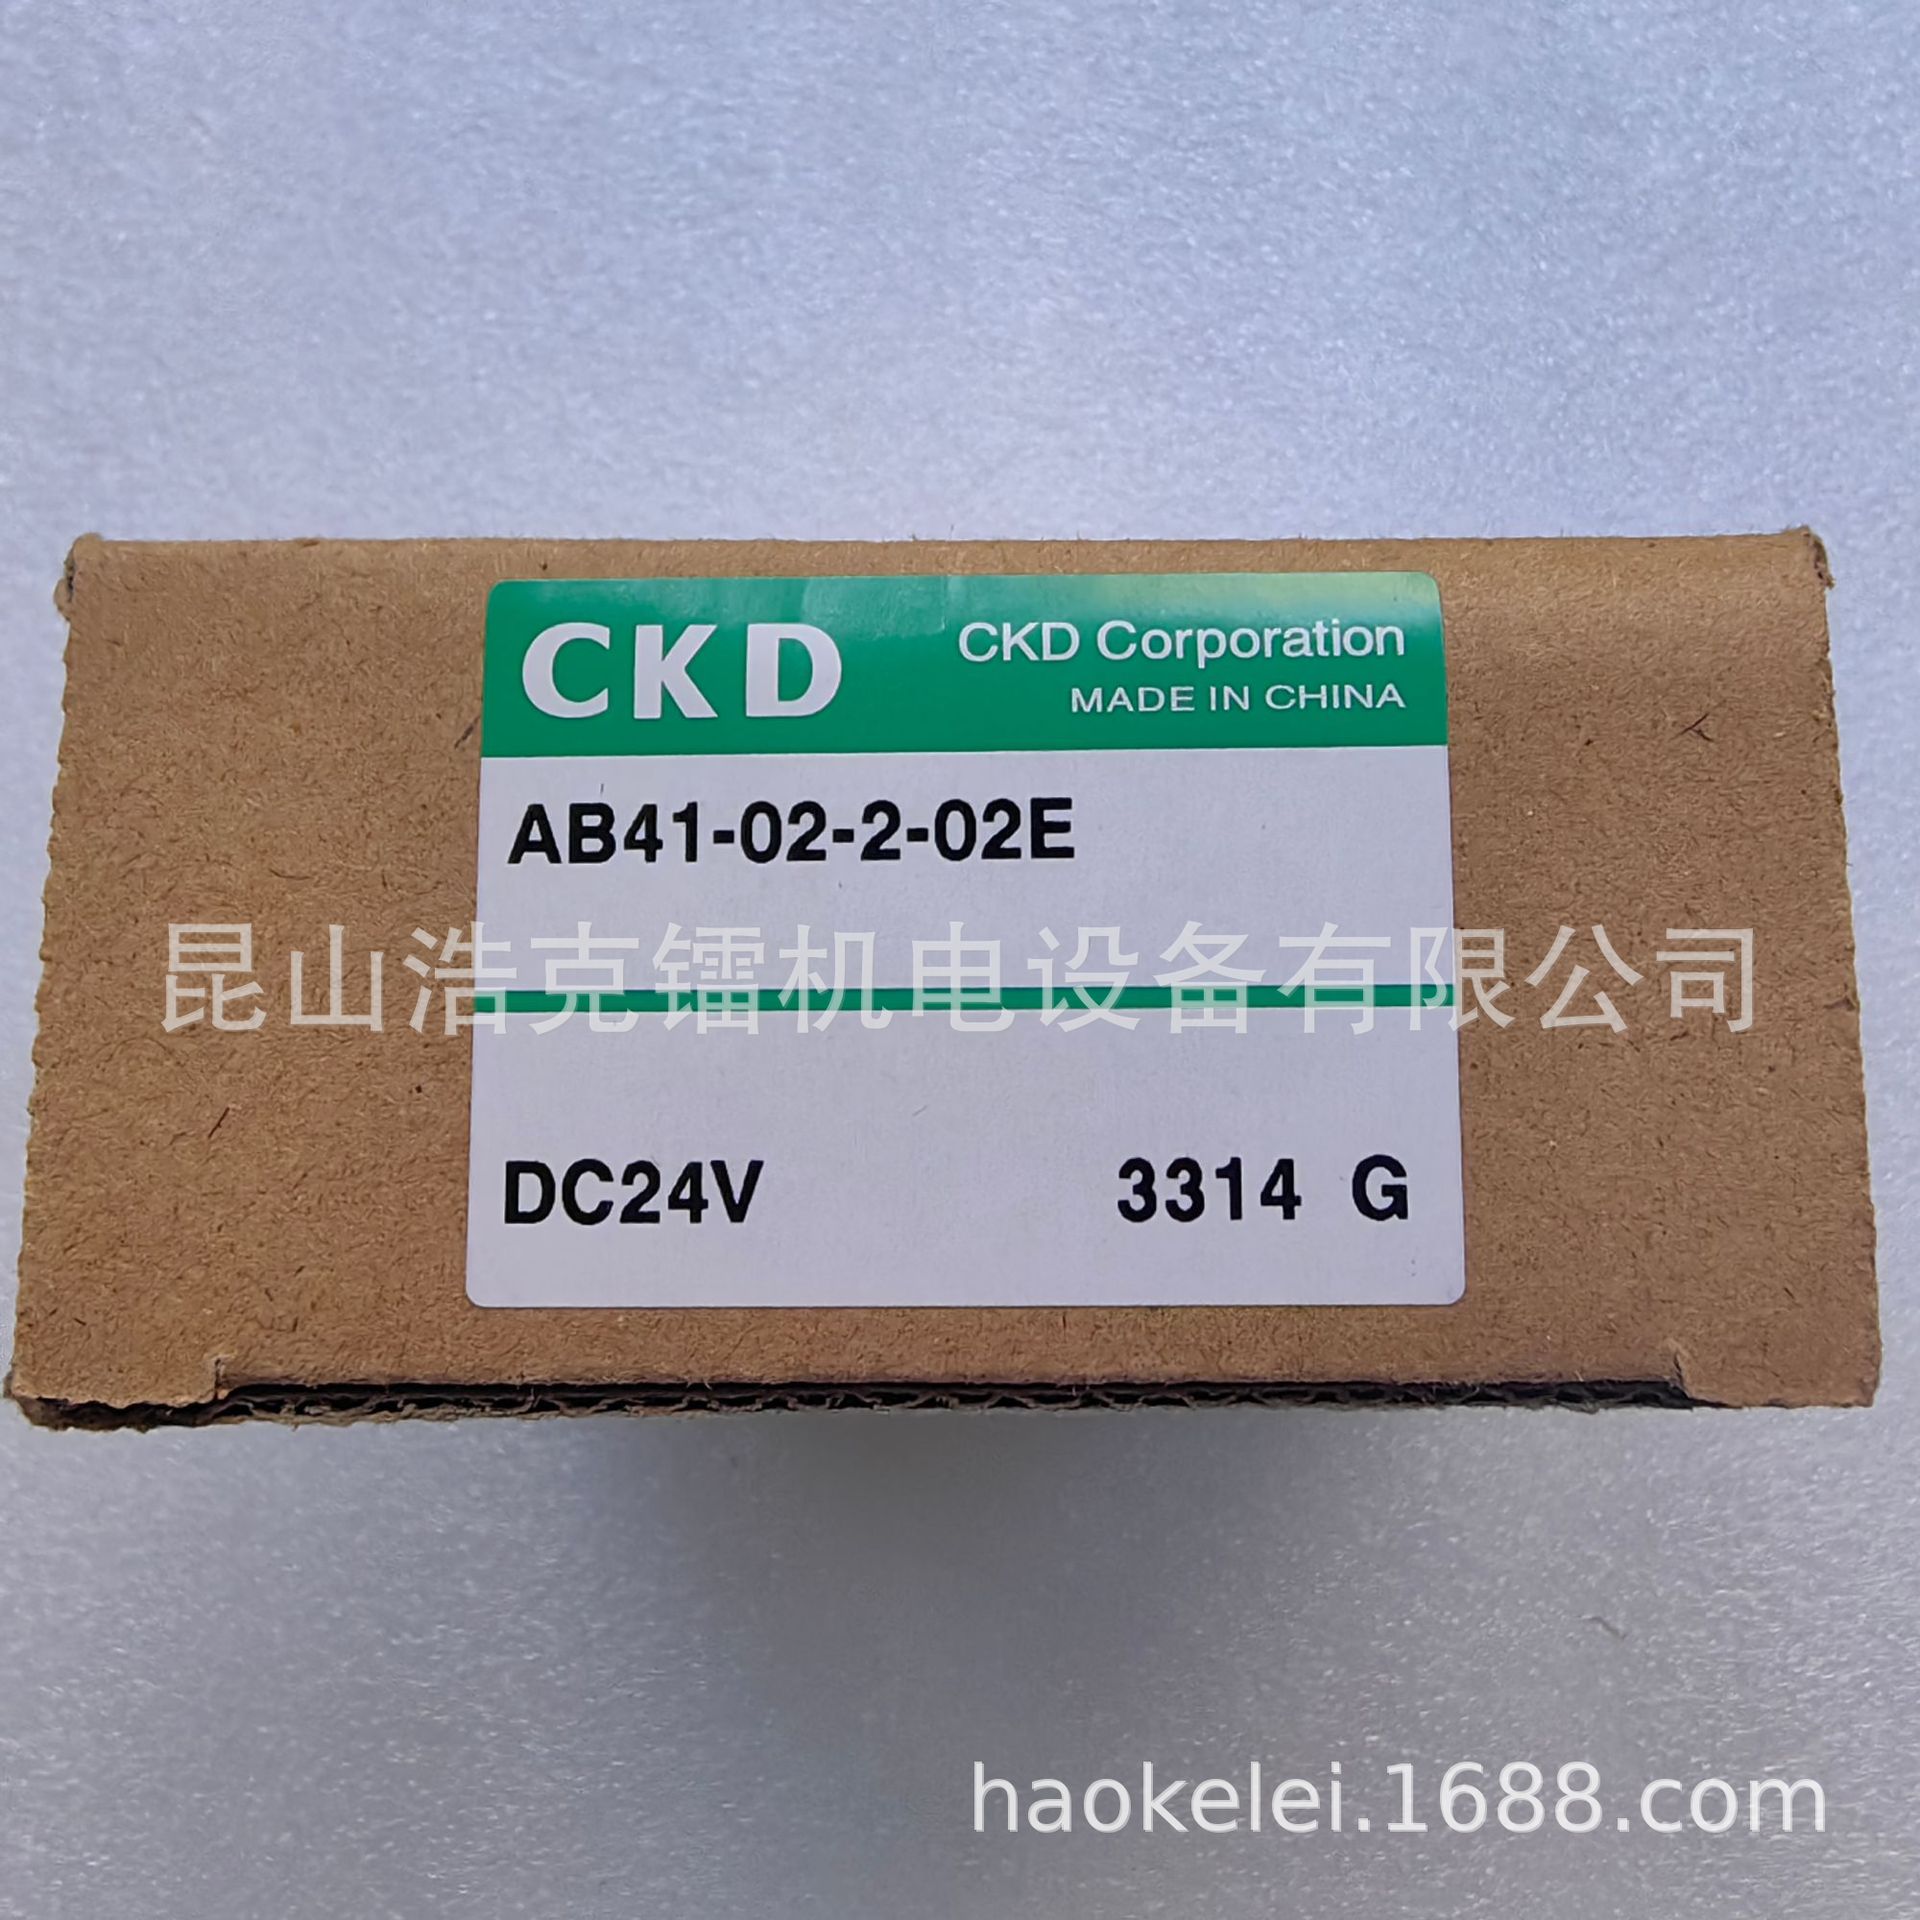 CKD
CKD Corporation
MADE IN CHINA
AB41-02-2-02E
昆山浩克镭机电设备有限公司
DC24V 3314 G
haokelei.1688.com